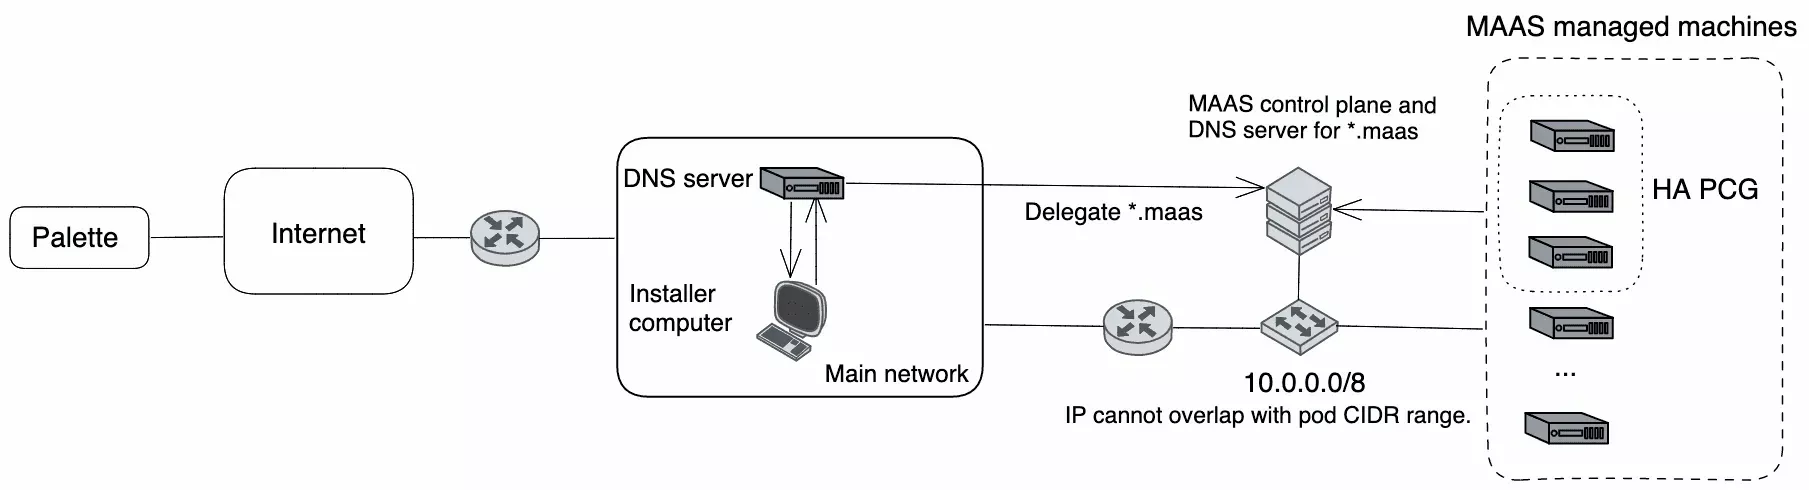 MAAS managed machines
MAAS control plane and
DNS server for *.maas
DNS server
HA PCG
Delegate *.maas
Palette
Internet
Installer
computer
Main network
10.0.0.0/8
...
IP cannot overlap with pod CIDR range.